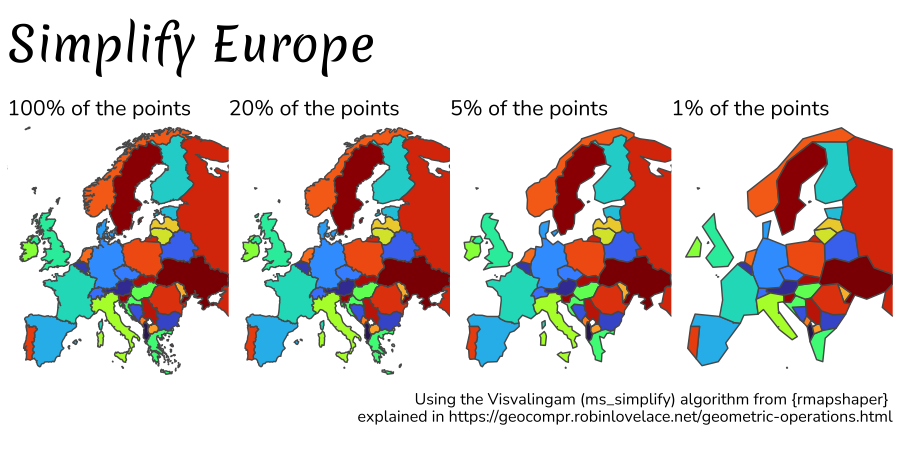 Simplify Europe
100% of the points
20% of the points
5% of the points
1% of the points
Using the Visvalingam (ms_simplify) algorithm from {rmapshaper}
explained in https://geocompr.robinlovelace.net/geometric-operations.html